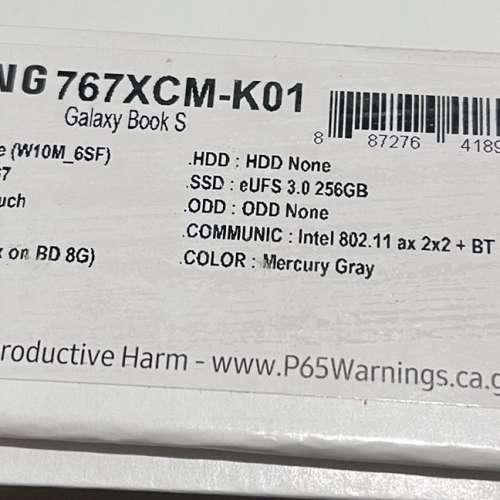 NG 767XCM-K01
Galaxy Book S
8 87276 4189
e (W10M_6SF)
7
uch
on BD 8G)
.HDD : HDD None
.SSD : eUFS 3.0 256GB
.ODD : ODD None
.COMMUNIC : Intel 802.11 ax 2x2 + BT
.COLOR : Mercury Gray
roductive Harm - www.P65Warnings.ca.g